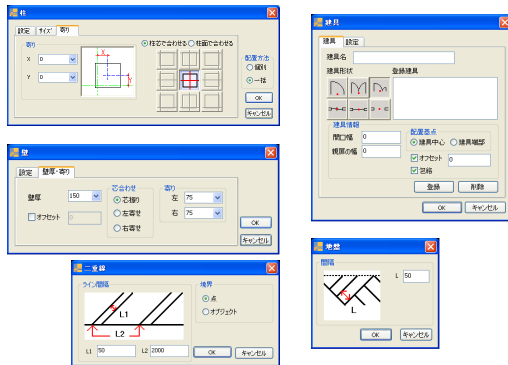 柱
設定 サイズ 寄り
寄り
X 0
Y 0
X
Y
柱芯で合わせる 柱面で合わせる
配置方法
個別
一括
OK
キャンセル
建具
建具 設定
建具名
建具形状 登録建具
建具情報
開口幅 0
親扉の幅 0
配置基点
建具中心 建具端部
オフセット 0
包絡
登録 削除
OK キャンセル
壁
設定 壁厚・寄り
壁厚 150
オフセット 0
芯合わせ
芯振り
左寄せ
右寄せ
寄り
左 75
右 75
OK
キャンセル
二重線
ライン間隔
L1
L2
L1 50 L2 2000
境界
点
オブジェクト
OK キャンセル
地盤
間隔
L
L 50
OK キャンセル